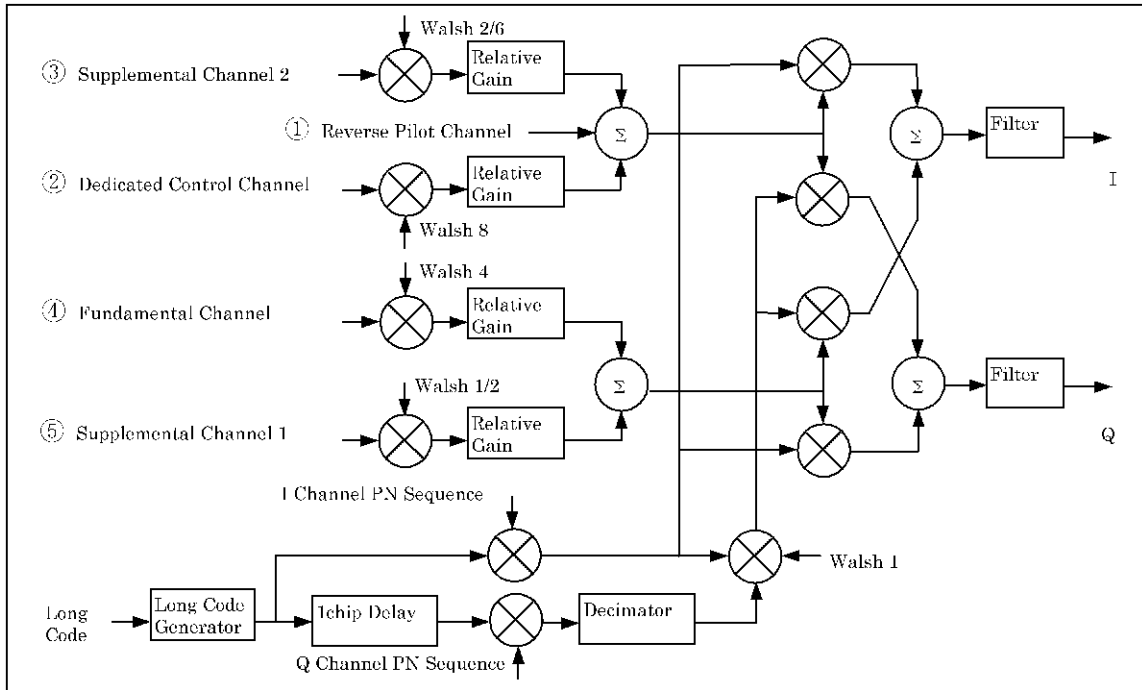 Walsh 2/6
③ Supplemental Channel 2
Relative
Gain
① Reverse Pilot Channel
Σ
② Dedicated Control Channel
Relative
Gain
Walsh 8
Σ
Filter
I
Walsh 4
④ Fundamental Channel
Relative
Gain
Walsh 1/2
Σ
⑤ Supplemental Channel 1
Relative
Gain
Σ
Filter
Q
I Channel PN Sequence
Walsh 1
Long
Code
Long Code
Generator
1chip Delay
Decimator
Q Channel PN Sequence